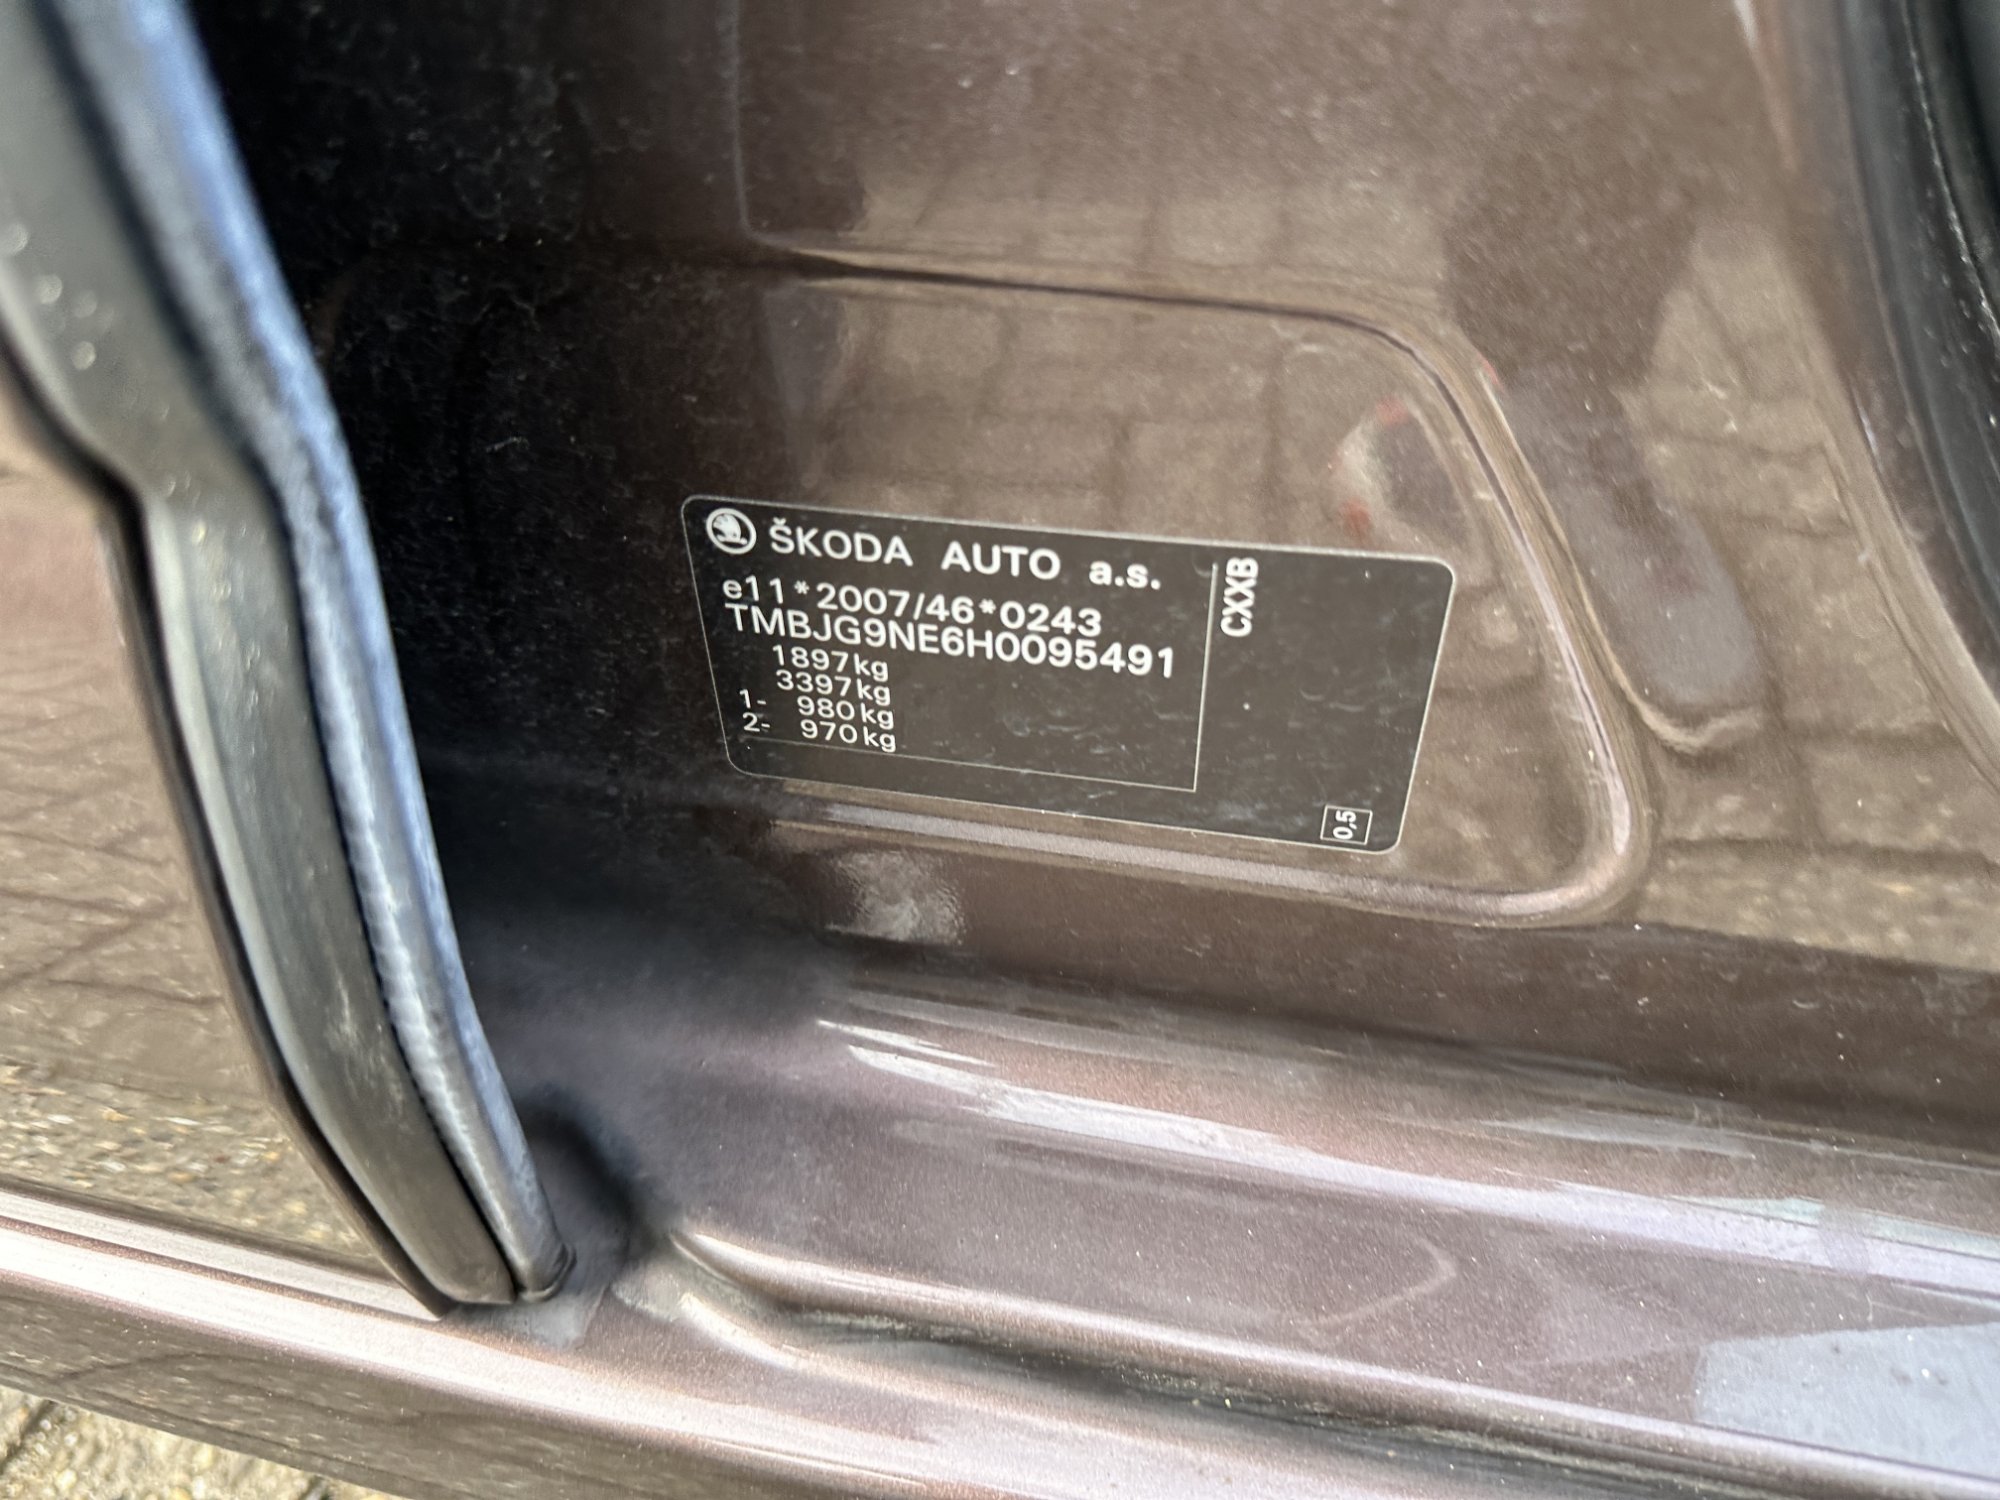 ŠKODA AUTO a.s.
e11*2007/46*0243
TMBJG9NE6H0095491
1897kg
3397kg
1- 980kg
2- 970kg
CXXB
0,5